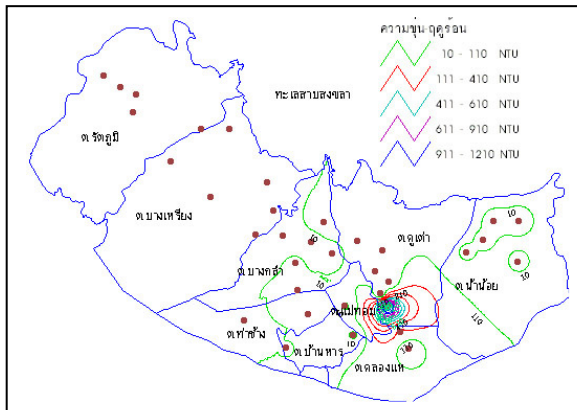 ความขุ่น-ฤดูร้อน
10 - 110 NTU
111 - 410 NTU
411 - 610 NTU
611 - 910 NTU
911 - 1210 NTU
ทะเลสาบสงขลา
ต.รัตภูมิ
ต.บางเหรียง
ต.คูเต่า
ต.บางกล่ำ
ต.น้ำน้อย
ต.แม่ทอม
ต.ท่าช้าง
ต.บ้านหาร
ต.คลองแห
10
10
10
10
10
110